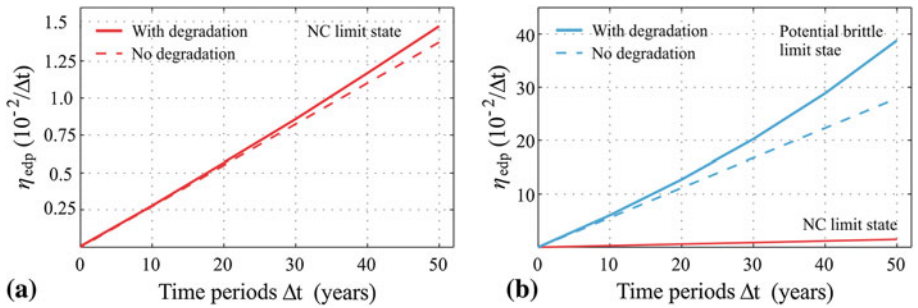 1.5
1.25
1.0
0.75
0.5
0.25
η_edp (10⁻²/Δt)
With degradation
No degradation
NC limit state
0 10 20 30 40 50
Time periods Δt (years)
(a)
40
30
20
10
η_edp (10⁻²/Δt)
With degradation
No degradation
Potential brittle
limit stae
NC limit state
0 10 20 30 40 50
Time periods Δt (years)
(b)